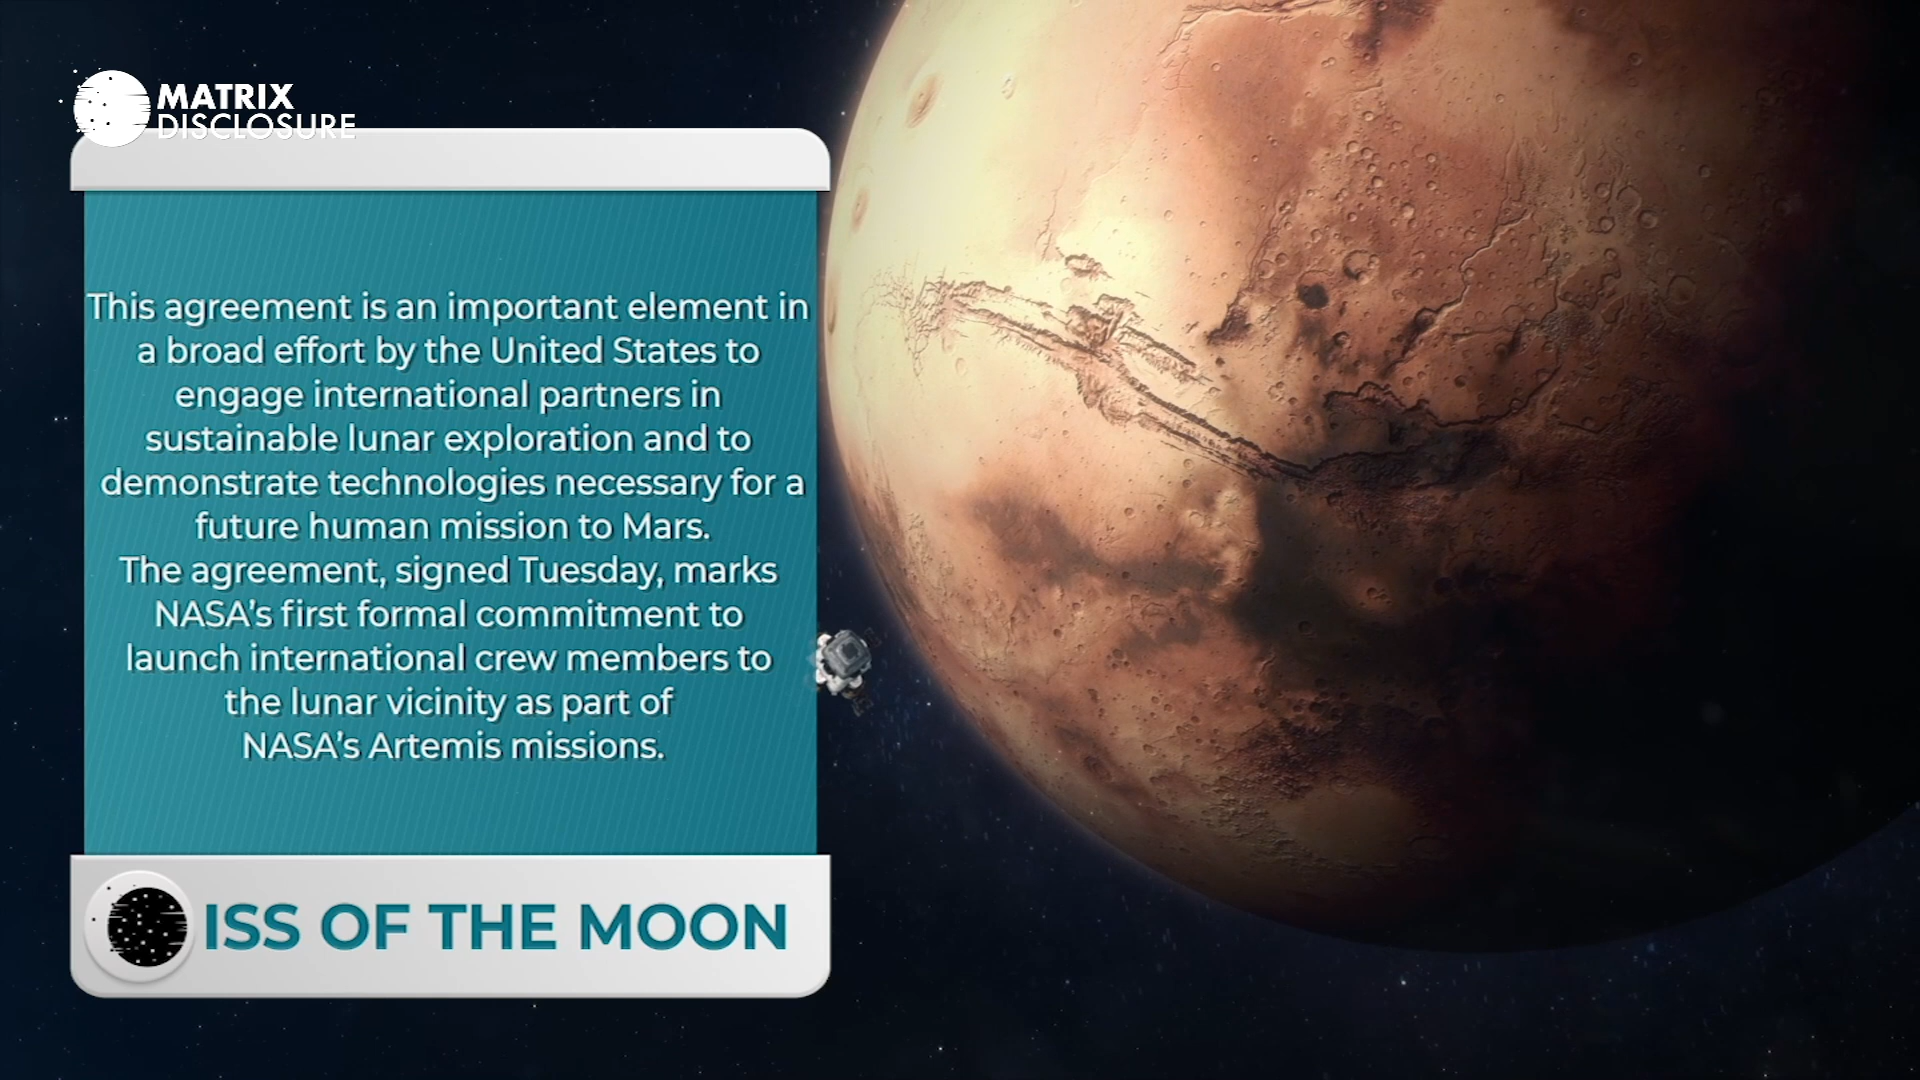 MATRIX
DISCLOSURE
This agreement is an important element in
a broad effort by the United States to
engage international partners in
sustainable lunar exploration and to
demonstrate technologies necessary for a
future human mission to Mars.
The agreement, signed Tuesday, marks
NASA’s first formal commitment to
launch international crew members to
the lunar vicinity as part of
NASA’s Artemis missions.
ISS OF THE MOON